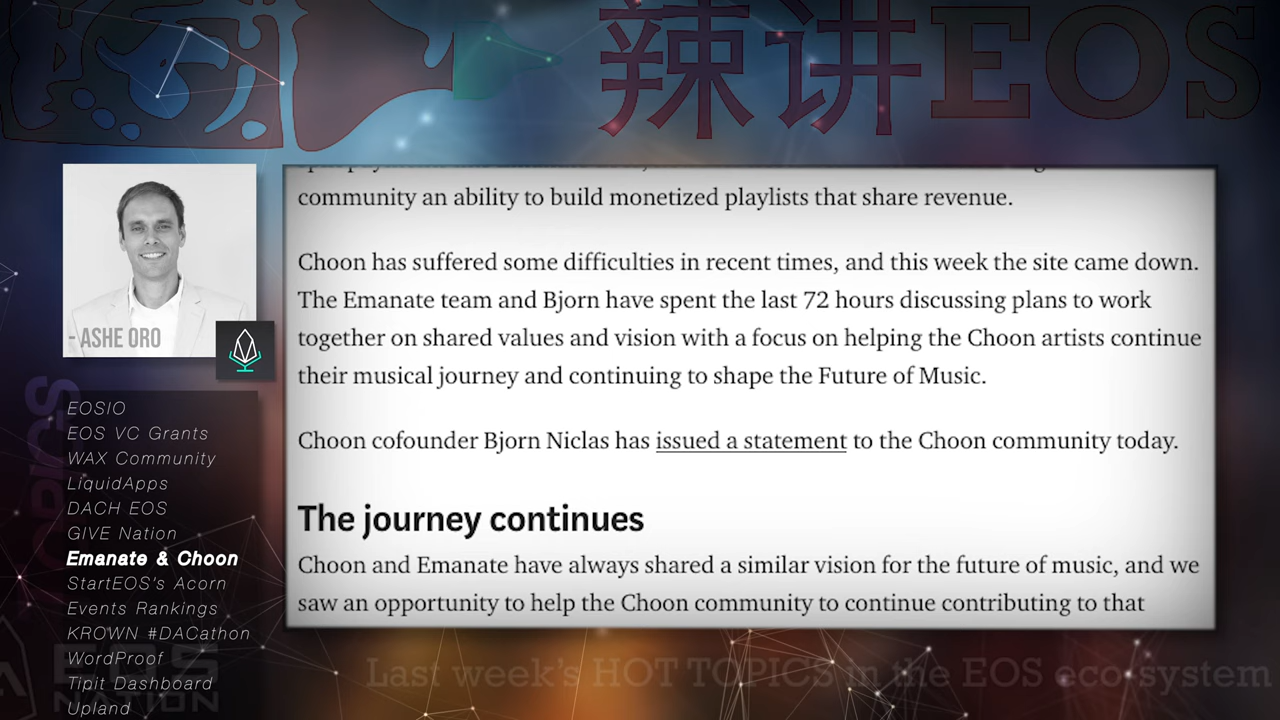 辣讲EOS
- ASHE ORO
TOPICS
EOSIO
EOS VC Grants
WAX Community
LiquidApps
DACH EOS
GIVE Nation
Emanate & Choon
StartEOS's Acorn
Events Rankings
KROWN #DACathon
WordProof
Tipit Dashboard
Upland
EOS
NATION
community an ability to build monetized playlists that share revenue.
Choon has suffered some difficulties in recent times, and this week the site came down.
The Emanate team and Bjorn have spent the last 72 hours discussing plans to work
together on shared values and vision with a focus on helping the Choon artists continue
their musical journey and continuing to shape the Future of Music.
Choon cofounder Bjorn Niclas has issued a statement to the Choon community today.
The journey continues
Choon and Emanate have always shared a similar vision for the future of music, and we
saw an opportunity to help the Choon community to continue contributing to that
Last week's HOT TOPICS in the EOS ecosystem